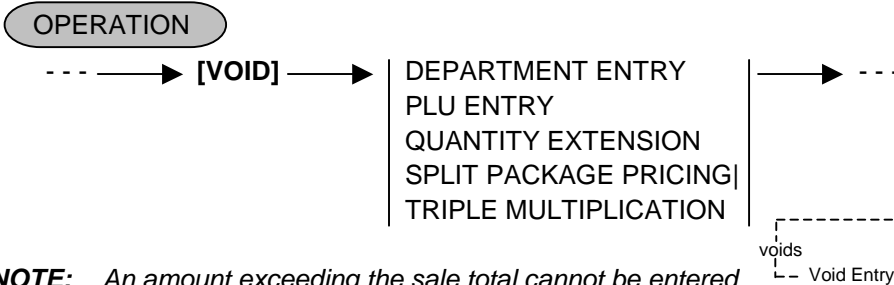 OPERATION
- - - [VOID] DEPARTMENT ENTRY - - -
PLU ENTRY
QUANTITY EXTENSION
SPLIT PACKAGE PRICING|
TRIPLE MULTIPLICATION
voids
Void Entry
NOTE: An amount exceeding the sale total cannot be entered